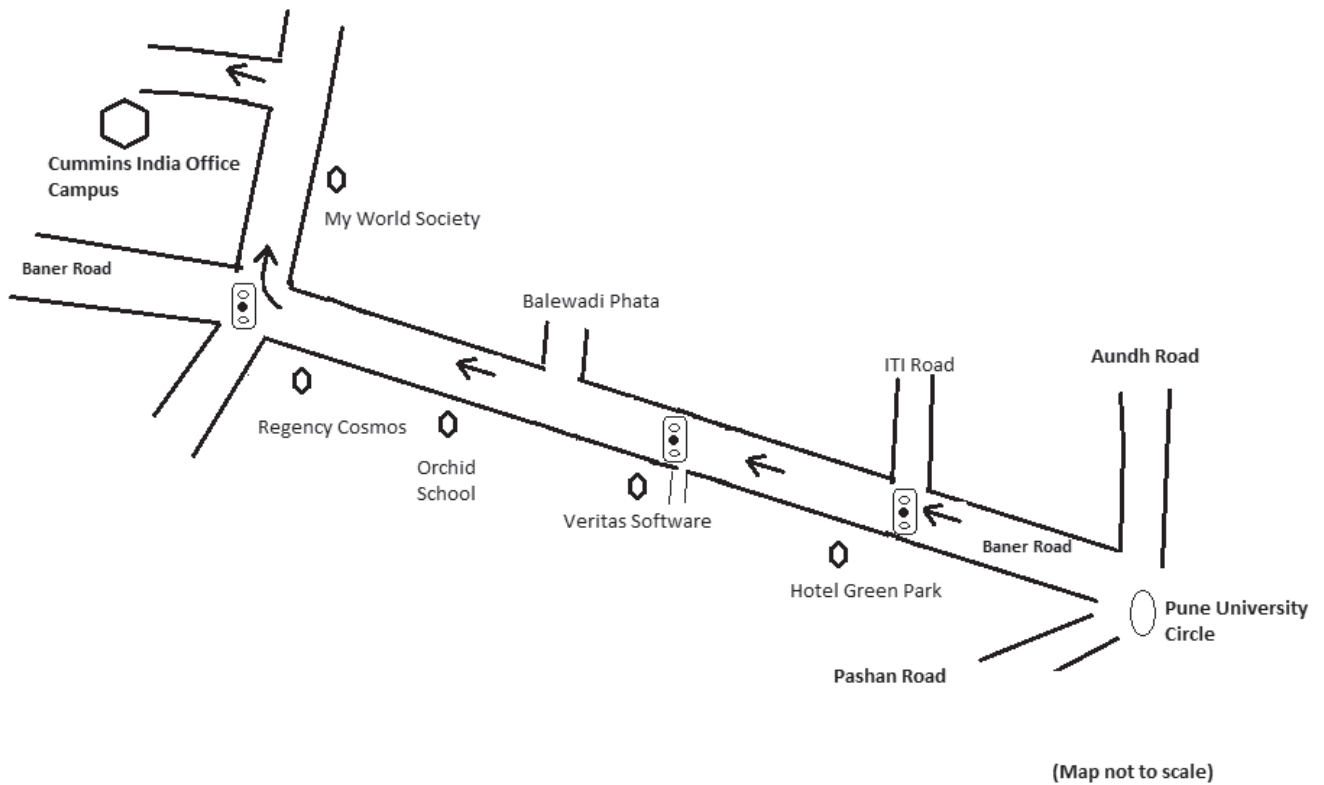 Cummins India Office
Campus
My World Society
Baner Road
Balewadi Phata
ITI Road
Aundh Road
Regency Cosmos
Orchid
School
Veritas Software
Baner Road
Hotel Green Park
Pune University
Circle
Pashan Road
(Map not to scale)